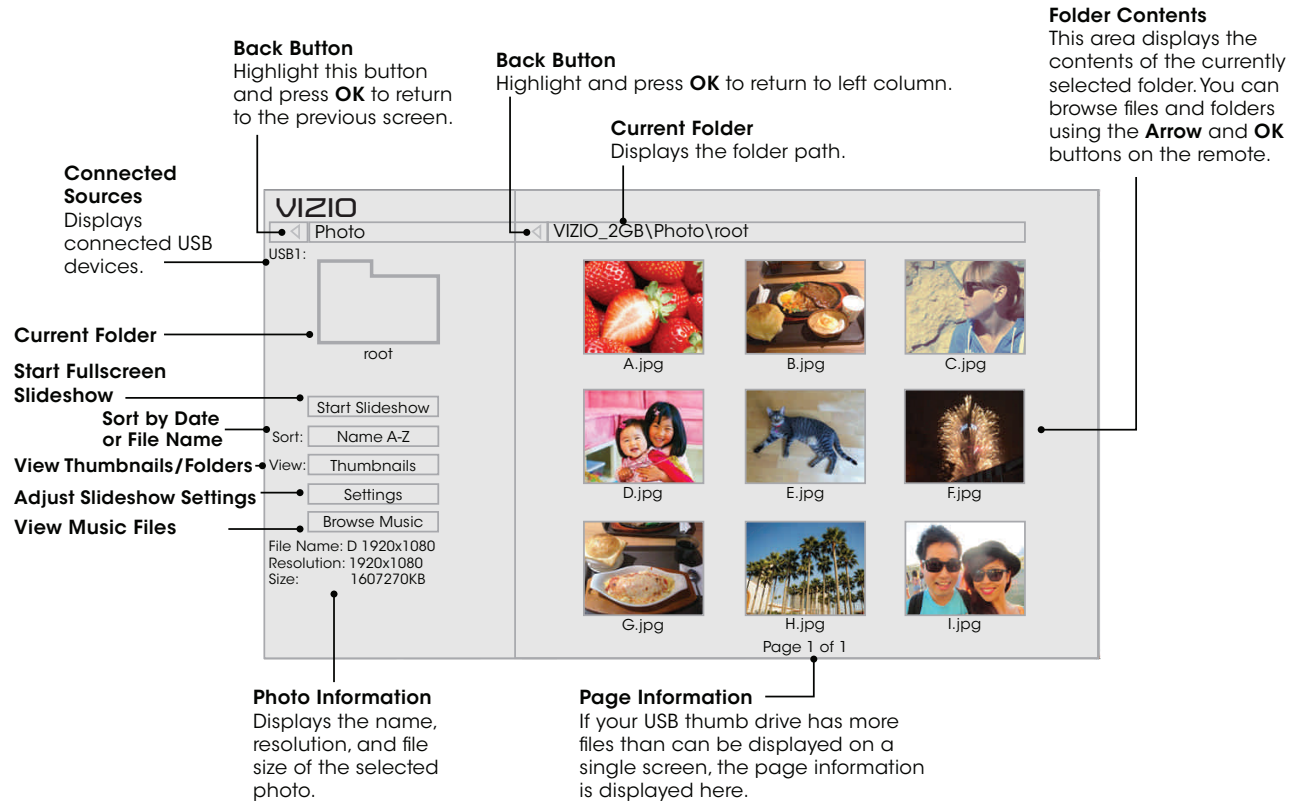 Back Button
Highlight this button
and press OK to return
to the previous screen.
Back Button
Highlight and press OK to return to left column.
Current Folder
Displays the folder path.
Folder Contents
This area displays the
contents of the currently
selected folder. You can
browse files and folders
using the Arrow and OK
buttons on the remote.
Connected
Sources
Displays
connected USB
devices.
Current Folder
Start Fullscreen
Slideshow
Sort by Date
or File Name
View Thumbnails/Folders
Adjust Slideshow Settings
View Music Files
VIZIO
Photo
USB1:
root
Start Slideshow
Sort: Name A-Z
View: Thumbnails
Settings
Browse Music
File Name: D 1920x1080
Resolution: 1920x1080
Size: 1607270KB
VIZIO_2GB\Photo\root
A.jpg
B.jpg
C.jpg
D.jpg
E.jpg
F.jpg
G.jpg
H.jpg
I.jpg
Page 1 of 1
Photo Information
Displays the name,
resolution, and file
size of the selected
photo.
Page Information
If your USB thumb drive has more
files than can be displayed on a
single screen, the page information
is displayed here.